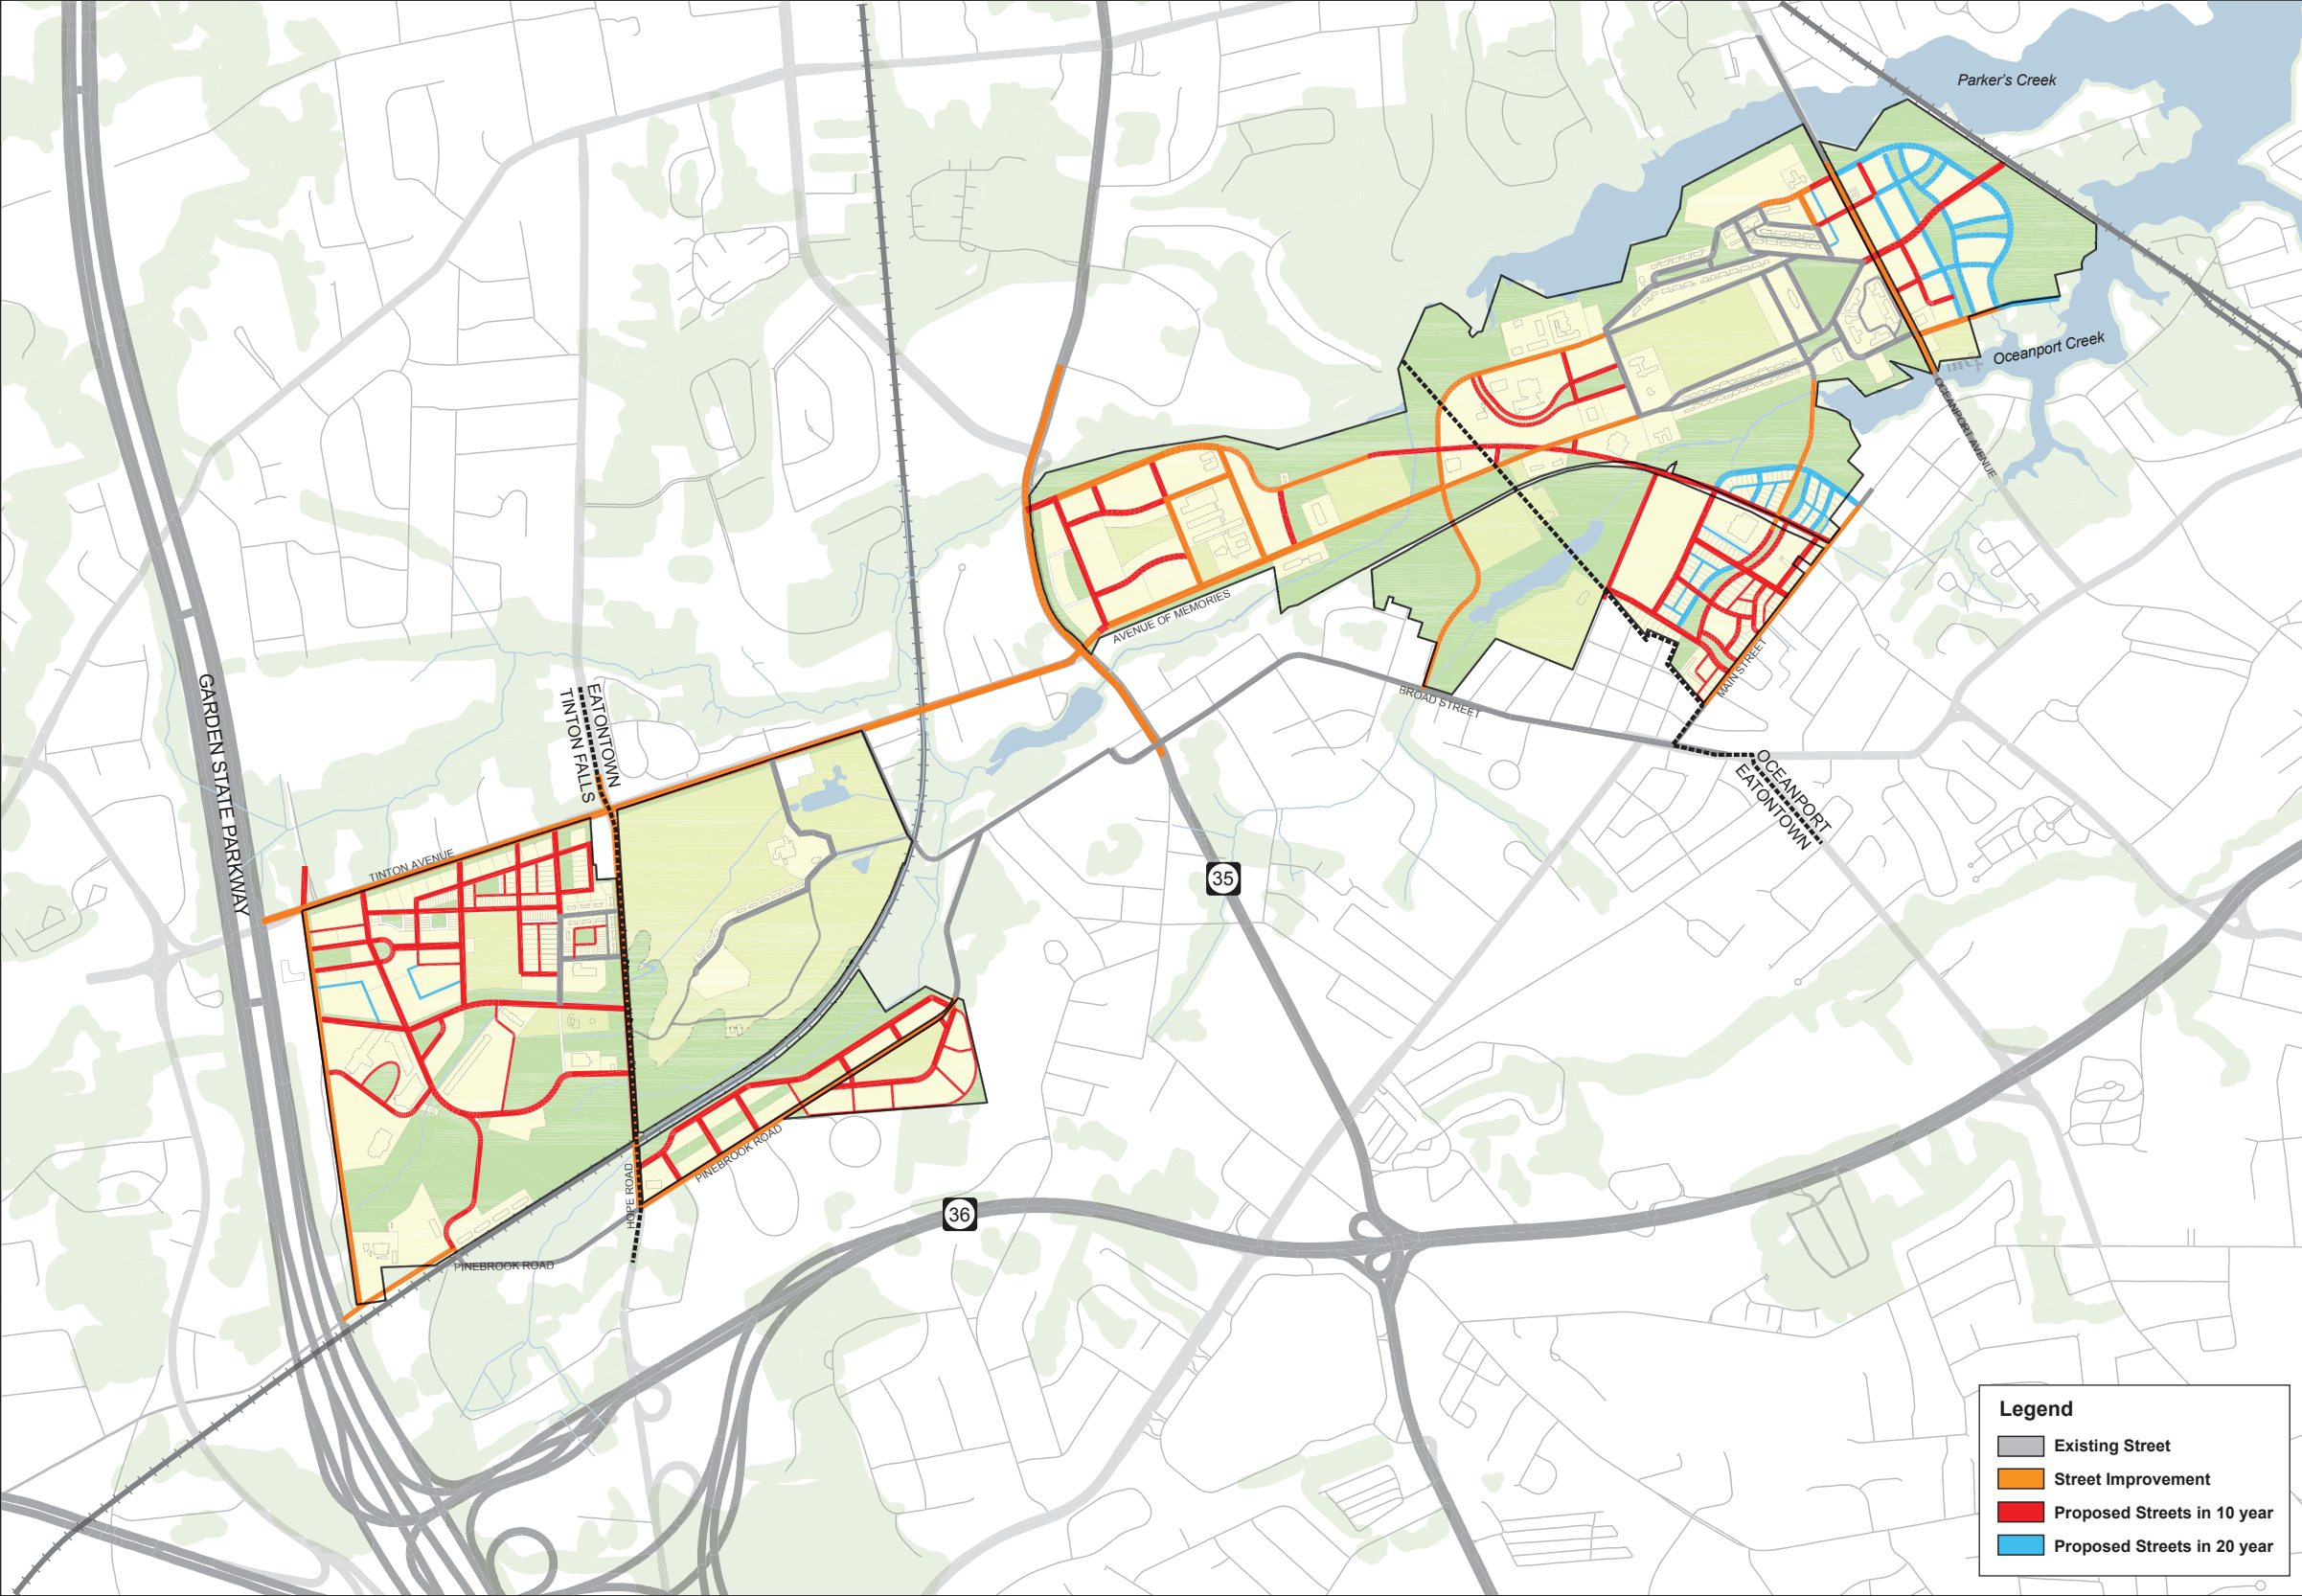 Parker's Creek
Oceanport Creek
OCEANPORT AVENUE
AVENUE OF MEMORIES
MAIN STREET
BROAD STREET
GARDEN STATE PARKWAY
EATONTOWN
TINTON FALLS
OCEANPORT
EATONTOWN
TINTON AVENUE
35
PINEBROOK ROAD
HOPE ROAD
36
PINEBROOK ROAD
Legend
Existing Street
Street Improvement
Proposed Streets in 10 year
Proposed Streets in 20 year